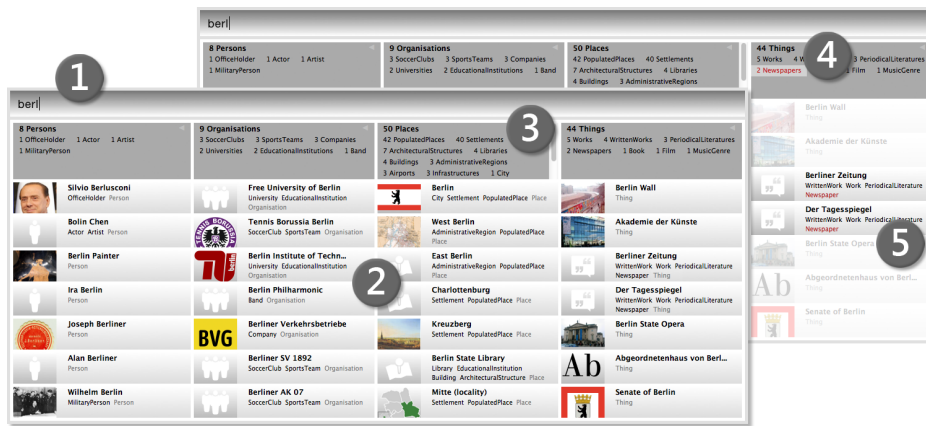 berl
8 Persons
1 OfficeHolder 1 Actor 1 Artist
1 MilitaryPerson
9 Organisations
3 SoccerClubs 3 SportsTeams 3 Companies
2 Universities 2 EducationalInstitutions 1 Band
50 Places
42 PopulatedPlaces 40 Settlements
7 ArchitecturalStructures 4 Libraries
4 Buildings 3 AdministrativeRegions
44 Things
5 Works 3 PeriodicalLiteratures
2 Newspapers 1 Film 1 MusicGenre
4
Berlin Wall
Thing
Akademie der Künste
Thing
Berliner Zeitung
WrittenWork Work PeriodicalLiterature
Newspaper
Der Tagesspiegel
WrittenWork Work PeriodicalLiterature
Newspaper
Berlin State Opera
Thing
5
Abgeordnetenhaus von Ber
Thing
Senate of Berlin
Thing
Ab
1
berl
8 Persons
1 OfficeHolder 1 Actor 1 Artist
1 MilitaryPerson
9 Organisations
3 SoccerClubs 3 SportsTeams 3 Companies
2 Universities 2 EducationalInstitutions 1 Band
50 Places
42 PopulatedPlaces 40 Settlements
7 ArchitecturalStructures 4 Libraries
4 Buildings 3 AdministrativeRegions
3 Airports 3 Infrastructures 1 City
3
44 Things
5 Works 4 WrittenWorks 3 PeriodicalLiteratures
2 Newspapers 1 Book 1 Film 1 MusicGenre
Silvio Berlusconi
OfficeHolder Person
Bolin Chen
Actor Artist Person
Berlin Painter
Person
Ira Berlin
Person
Joseph Berliner
Person
Alan Berliner
Person
Wilhelm Berlin
MilitaryPerson Person
Free University of Berlin
University EducationalInstitution
Organisation
TENNIS BORUSSIA
Tennis Borussia Berlin
SoccerClub SportsTeam Organisation
berlin
Berlin Institute of Techn...
University EducationalInstitution
Organisation
2
Berlin Philharmonic
Band Organisation
BVG
Berliner Verkehrsbetriebe
Company Organisation
Berliner SV 1892
SoccerClub SportsTeam Organisation
Berliner AK 07
SoccerClub SportsTeam Organisation
Berlin
City Settlement PopulatedPlace Place
West Berlin
AdministrativeRegion PopulatedPlace
Place
East Berlin
AdministrativeRegion PopulatedPlace
Place
Charlottenburg
Settlement PopulatedPlace Place
Kreuzberg
Settlement PopulatedPlace Place
Berlin State Library
Library EducationalInstitution
Building ArchitecturalStructure Place
Mitte (locality)
Settlement PopulatedPlace Place
Berlin Wall
Thing
Akademie der Künste
Thing
Berliner Zeitung
WrittenWork Work PeriodicalLiterature
Newspaper Thing
Der Tagesspiegel
WrittenWork Work PeriodicalLiterature
Newspaper Thing
Berlin State Opera
Thing
Ab
Abgeordnetenhaus von Berl...
Thing
Senate of Berlin
Thing